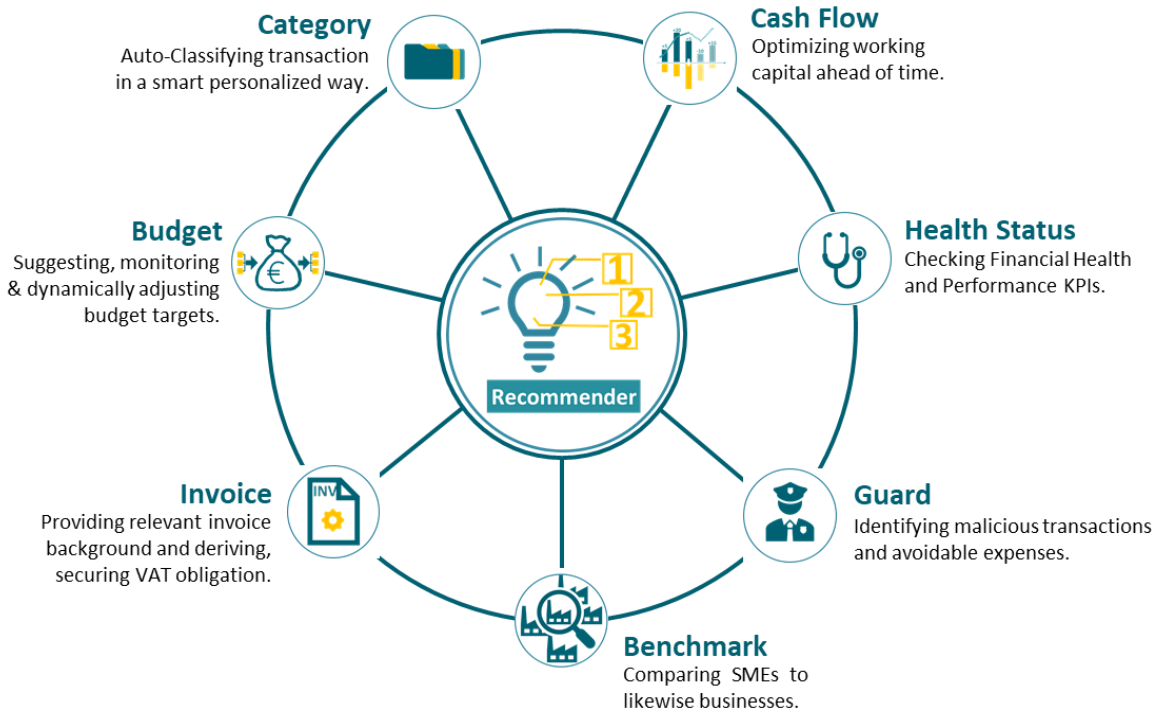 Category
Auto-Classifying transaction
in a smart personalized way.
Cash Flow
Optimizing working
capital ahead of time.
Budget
Suggesting, monitoring
& dynamically adjusting
budget targets.
€
Health Status
Checking Financial Health
and Performance KPIs.
1
2
3
Recommender
Invoice
Providing relevant invoice
background and deriving,
securing VAT obligation.
INV
Guard
Identifying malicious transactions
and avoidable expenses.
Benchmark
Comparing SMEs to
likewise businesses.